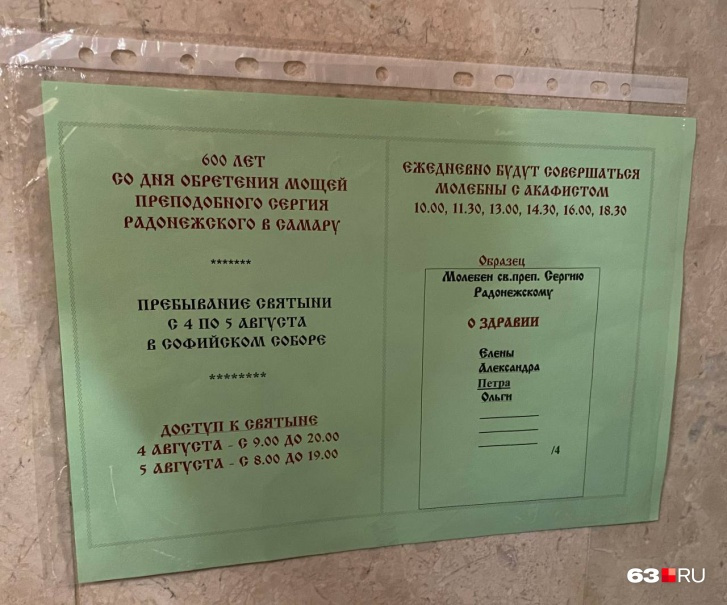 600 ЛЕТ
СО ДНЯ ОБРЕТЕНИЯ МОЩЕЙ
ПРЕПОДОБНОГО СЕРГИЯ
РАДОНЕЖСКОГО В САМАРУ
*******
ПРЕБЫВАНИЕ СВЯТЫНИ
С 4 ПО 5 АВГУСТА
В СОФИЙСКОМ СОБОРЕ
********
ДОСТУП К СВЯТЫНЕ
4 АВГУСТА - С 9.00 ДО 20.00
5 АВГУСТА - С 8.00 ДО 19.00
ЕЖЕДНЕВНО БУДУТ СОВЕРШАТЬСЯ
МОЛЕБНЫ С АКАФИСТОМ
10.00, 11.30, 13.00, 14.30, 16.00, 18.30
Образец
Молебен св.преп. Сергию
Радонежскому
О ЗДРАВИИ
Елены
Александра
Петра
Ольги
/4
63.RU